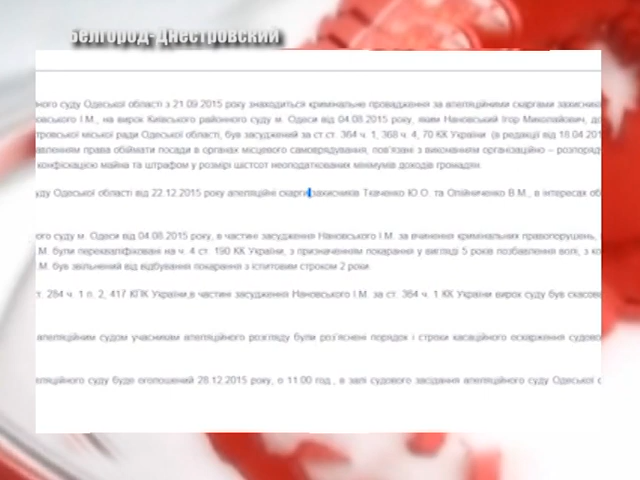 Белгород-Днестровский
ного суду Одеської області з 21.09.2015 року знаходиться кримінальне провадження за апеляційними скаргами захисник
овського І.М., на вирок Київського районного суду м. Одеси від 04.08.2015 року, яким Нановський Ігор Миколайович, до
тровської міської ради Одеської області, був засуджений за ст.ст. 364 ч. 1, 368 ч. 4, 70 КК України (в редакції від 18.04.201
авленням права обіймати посади в органах місцевого самоврядування, пов'язані з виконанням організаційно – розпоряд
конфіскацією майна та штрафом у розмірі шістсот неоподаткованих мінімумів доходів громадян.
уду Одеської області від 22.12.2015 року апеляційні скарги захисників Ткаченко Ю.О. та Олійниченко В.М., в інтересах об
ого суду м. Одеси від 04.08.2015 року, в частині засудження Нановського І.М. за вчинення кримінальних правопорушень,
.М. були перекваліфіковані на ч. 4 ст. 190 КК України, з призначенням покарання у вигляді 5 років позбавлення волі, з ко
.М. був звільнений від відбування покарання з іспитовим строком 2 роки.
т. 284 ч. 1 п. 2, 417 КПК України,в частині засудження Нановського І.М. за ст. 364 ч. 1 КК України вирок суду був скасова
апеляційним судом учасникам апеляційного розгляду були роз'яснені порядок і строки касаційного оскарження судово
еляційного суду буде оголошений 28.12.2015 року, о 11:00 год., в залі судового засідання апеляційного суду Одеської о